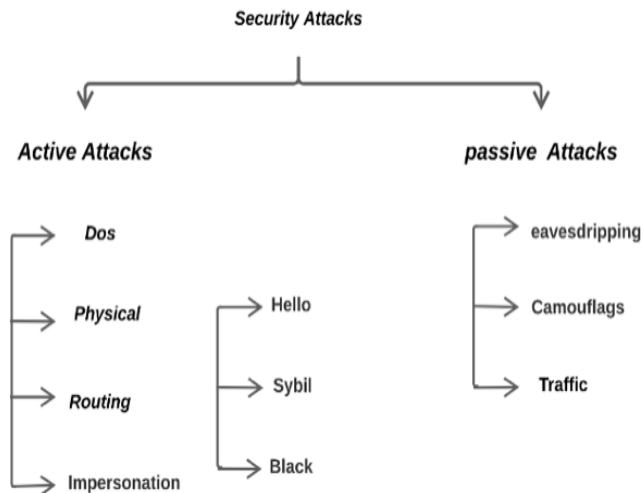 Security Attacks
Active Attacks
passive Attacks
Dos
Physical
Routing
Impersonation
Hello
Sybil
Black
eavesdripping
Camouflags
Traffic